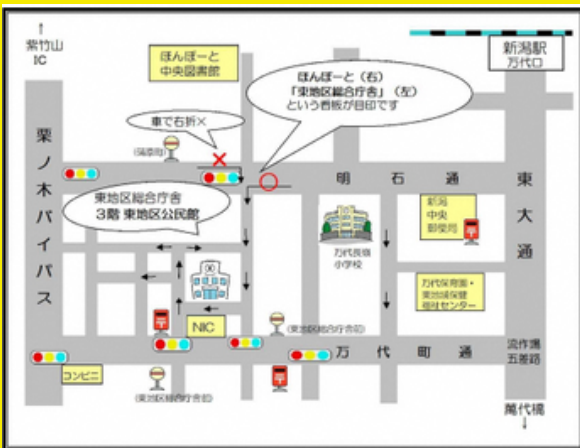 ↑
紫竹山
IC
ほんぽーと
中央図書館
新潟駅
万代口
ほんぽーと（右）
「東地区総合庁舎」（左）
という看板が目印です
車で右折×
明石通
東大通
栗ノ木バイパス
東地区総合庁舎
３階 東地区公民館
新潟
中央
郵便局
万代長嶺
小学校
万代保育園・
東地域保健
福祉センター
NIC
(東地区総合庁舎前)
万代町通
流作場
五差路
コンビニ
(東地区総合庁舎前)
萬代橋
↓